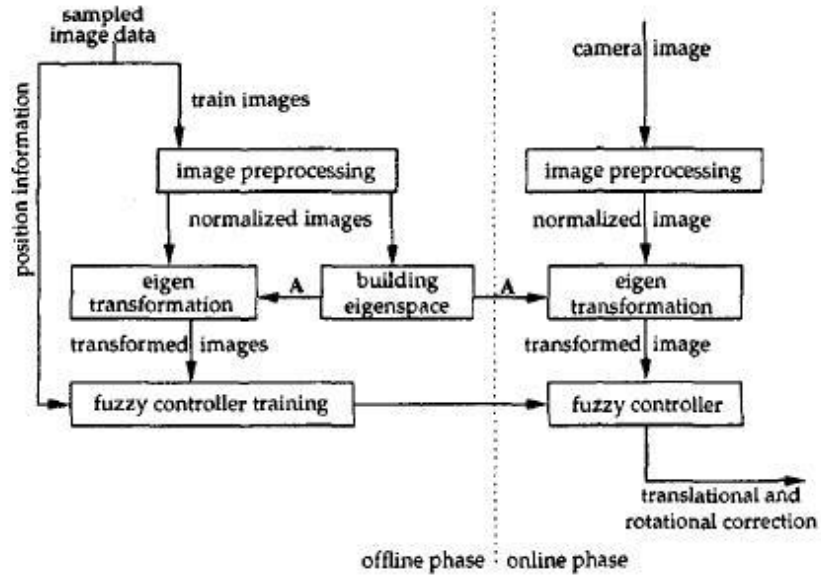 sampled
image data
train images
position information
image preprocessing
normalized images
eigen
transformation
A
building
eigenspace
A
transformed images
fuzzy controller training
camera image
image preprocessing
normalized image
eigen
transformation
transformed image
fuzzy controller
translational and
rotational correction
offline phase
online phase